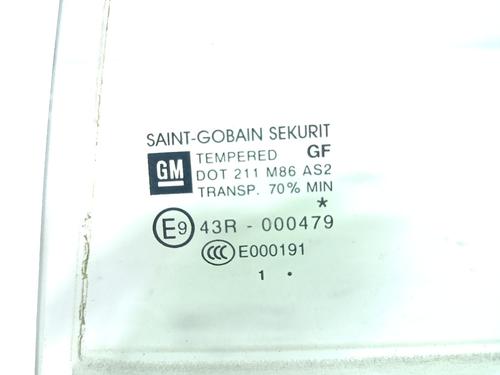 SAINT-GOBAIN SEKURIT
GM TEMPERED GF
DOT 211 M86 AS2
TRANSP. 70% MIN
*
E9 43R - 000479
CCC E000191
1 •